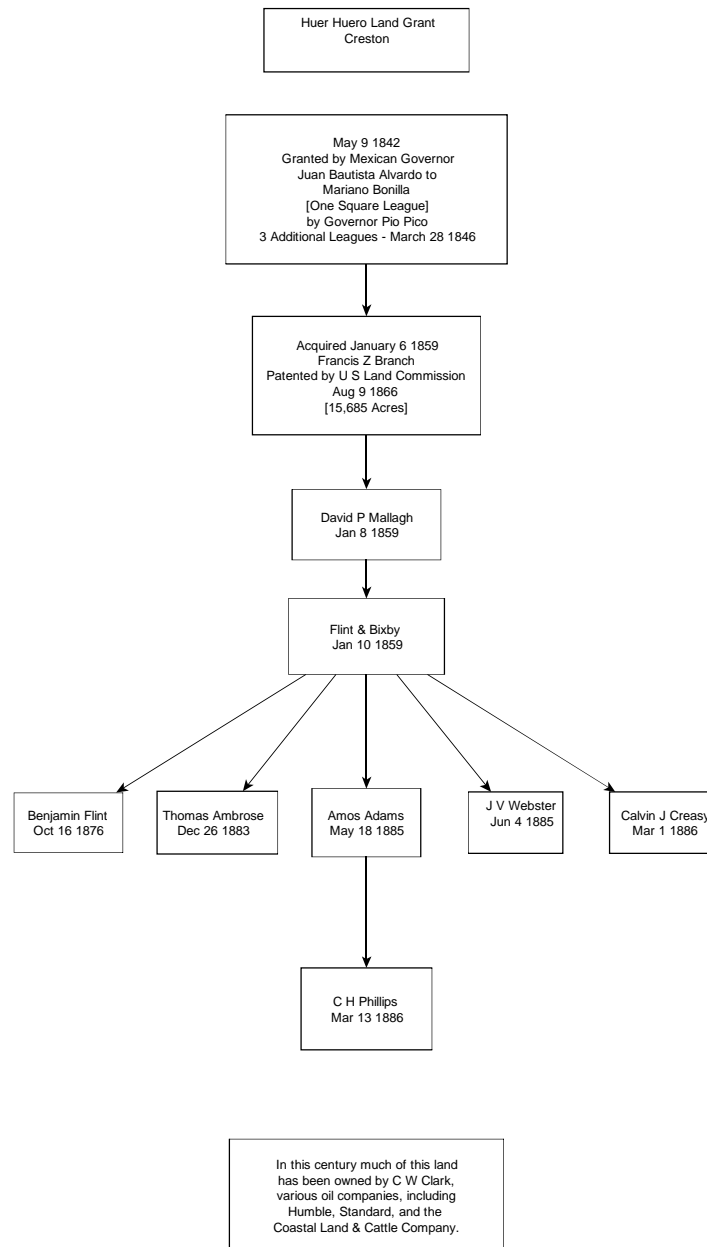 Huer Huero Land Grant
Creston
May 9 1842
Granted by Mexican Governor
Juan Bautista Alvardo to
Mariano Bonilla
[One Square League]
by Governor Pio Pico
3 Additional Leagues - March 28 1846
Acquired January 6 1859
Francis Z Branch
Patented by U S Land Commission
Aug 9 1866
[15,685 Acres]
David P Mallagh
Jan 8 1859
Flint & Bixby
Jan 10 1859
Benjamin Flint
Oct 16 1876
Thomas Ambrose
Dec 26 1883
Amos Adams
May 18 1885
J V Webster
Jun 4 1885
Calvin J Creasy
Mar 1 1886
C H Phillips
Mar 13 1886
In this century much of this land
has been owned by C W Clark,
various oil companies, including
Humble, Standard, and the
Coastal Land & Cattle Company.